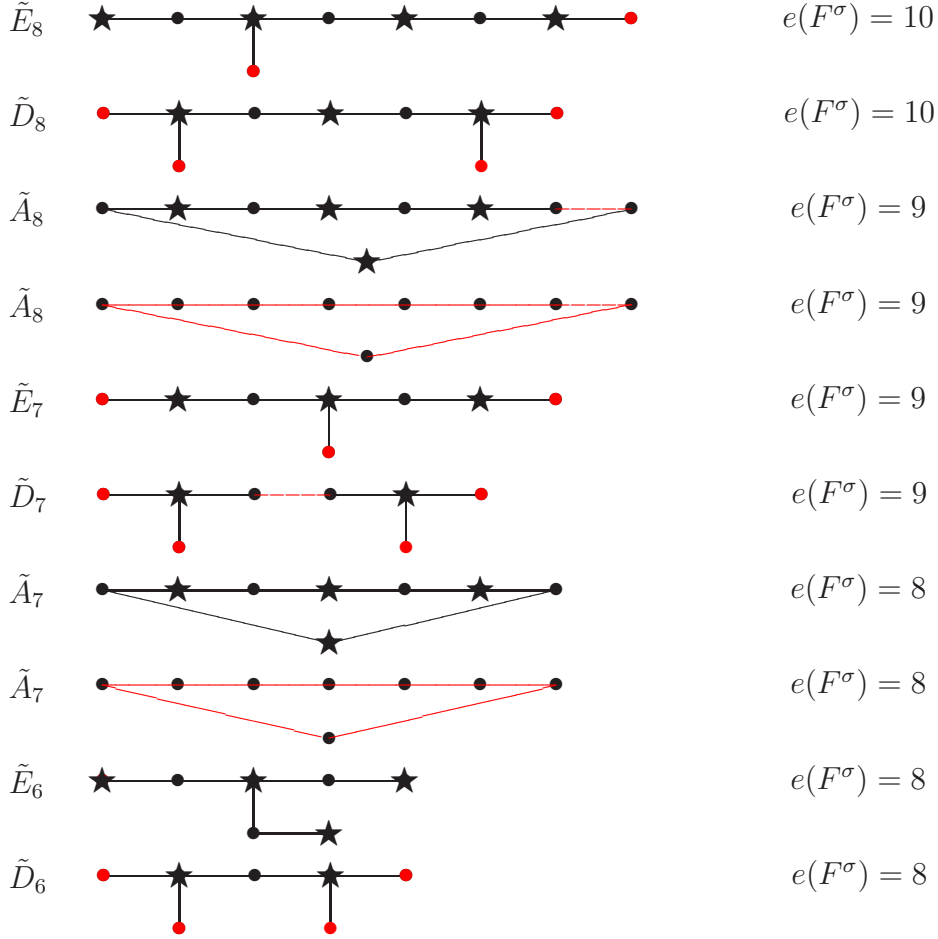 Ẽ₈ e(F^σ) = 10
D̃₈ e(F^σ) = 10
Ã₈ e(F^σ) = 9
Ã₈ e(F^σ) = 9
Ẽ₇ e(F^σ) = 9
D̃₇ e(F^σ) = 9
Ã₇ e(F^σ) = 8
Ã₇ e(F^σ) = 8
Ẽ₆ e(F^σ) = 8
D̃₆ e(F^σ) = 8